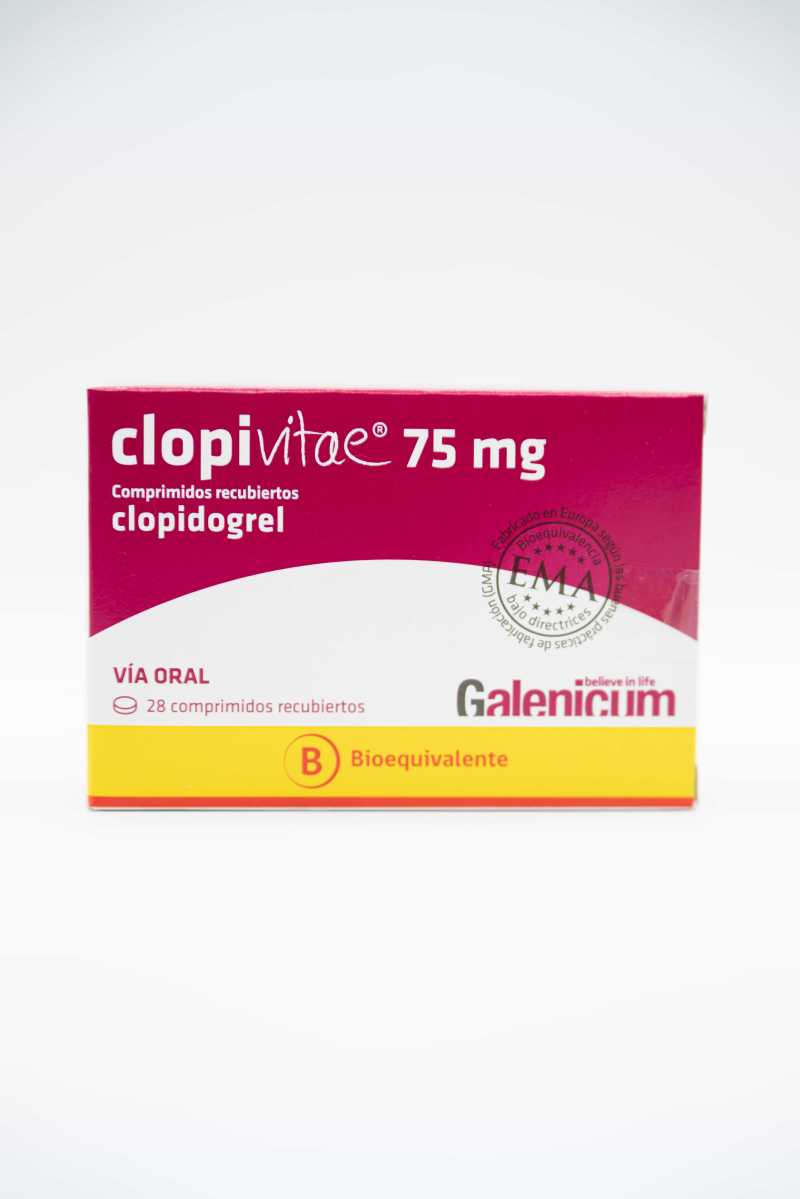 clopivitae® 75 mg
Comprimidos recubiertos
clopidogrel
Fabricado en Europa según las buenas prácticas de fabricación (GMP)
Bioequivalencia
EMA
bajo directrices
VÍA ORAL
28 comprimidos recubiertos
believe in life
Galenicum
B Bioequivalente